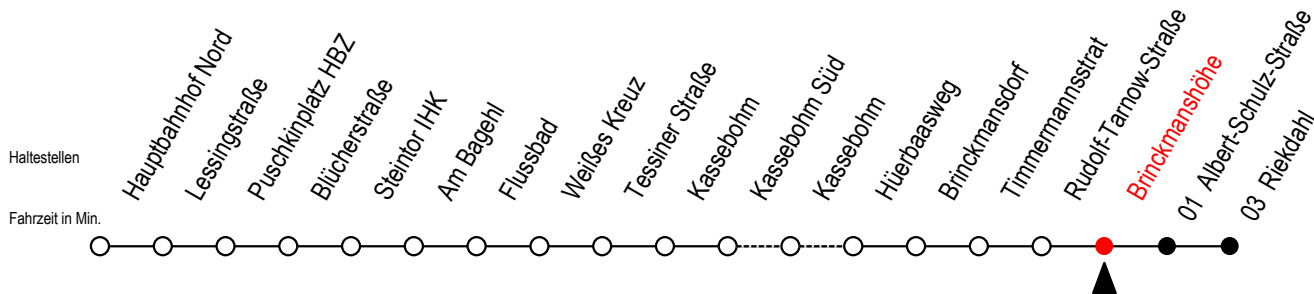 Haltestellen
Hauptbahnhof Nord
Lessingstraße
Puschkinplatz HBZ
Blücherstraße
Steintor IHK
Am Bagehl
Flussbad
Weißes Kreuz
Tessiner Straße
Kassebohm
Kassebohm Süd
Kassebohm
Hüerbaasweg
Brinckmansdorf
Timmermannsstrat
Rudolf-Tarnow-Straße
Brinckmanshöhe
01 Albert-Schulz-Straße
03 Riekdahl
Fahrzeit in Min.